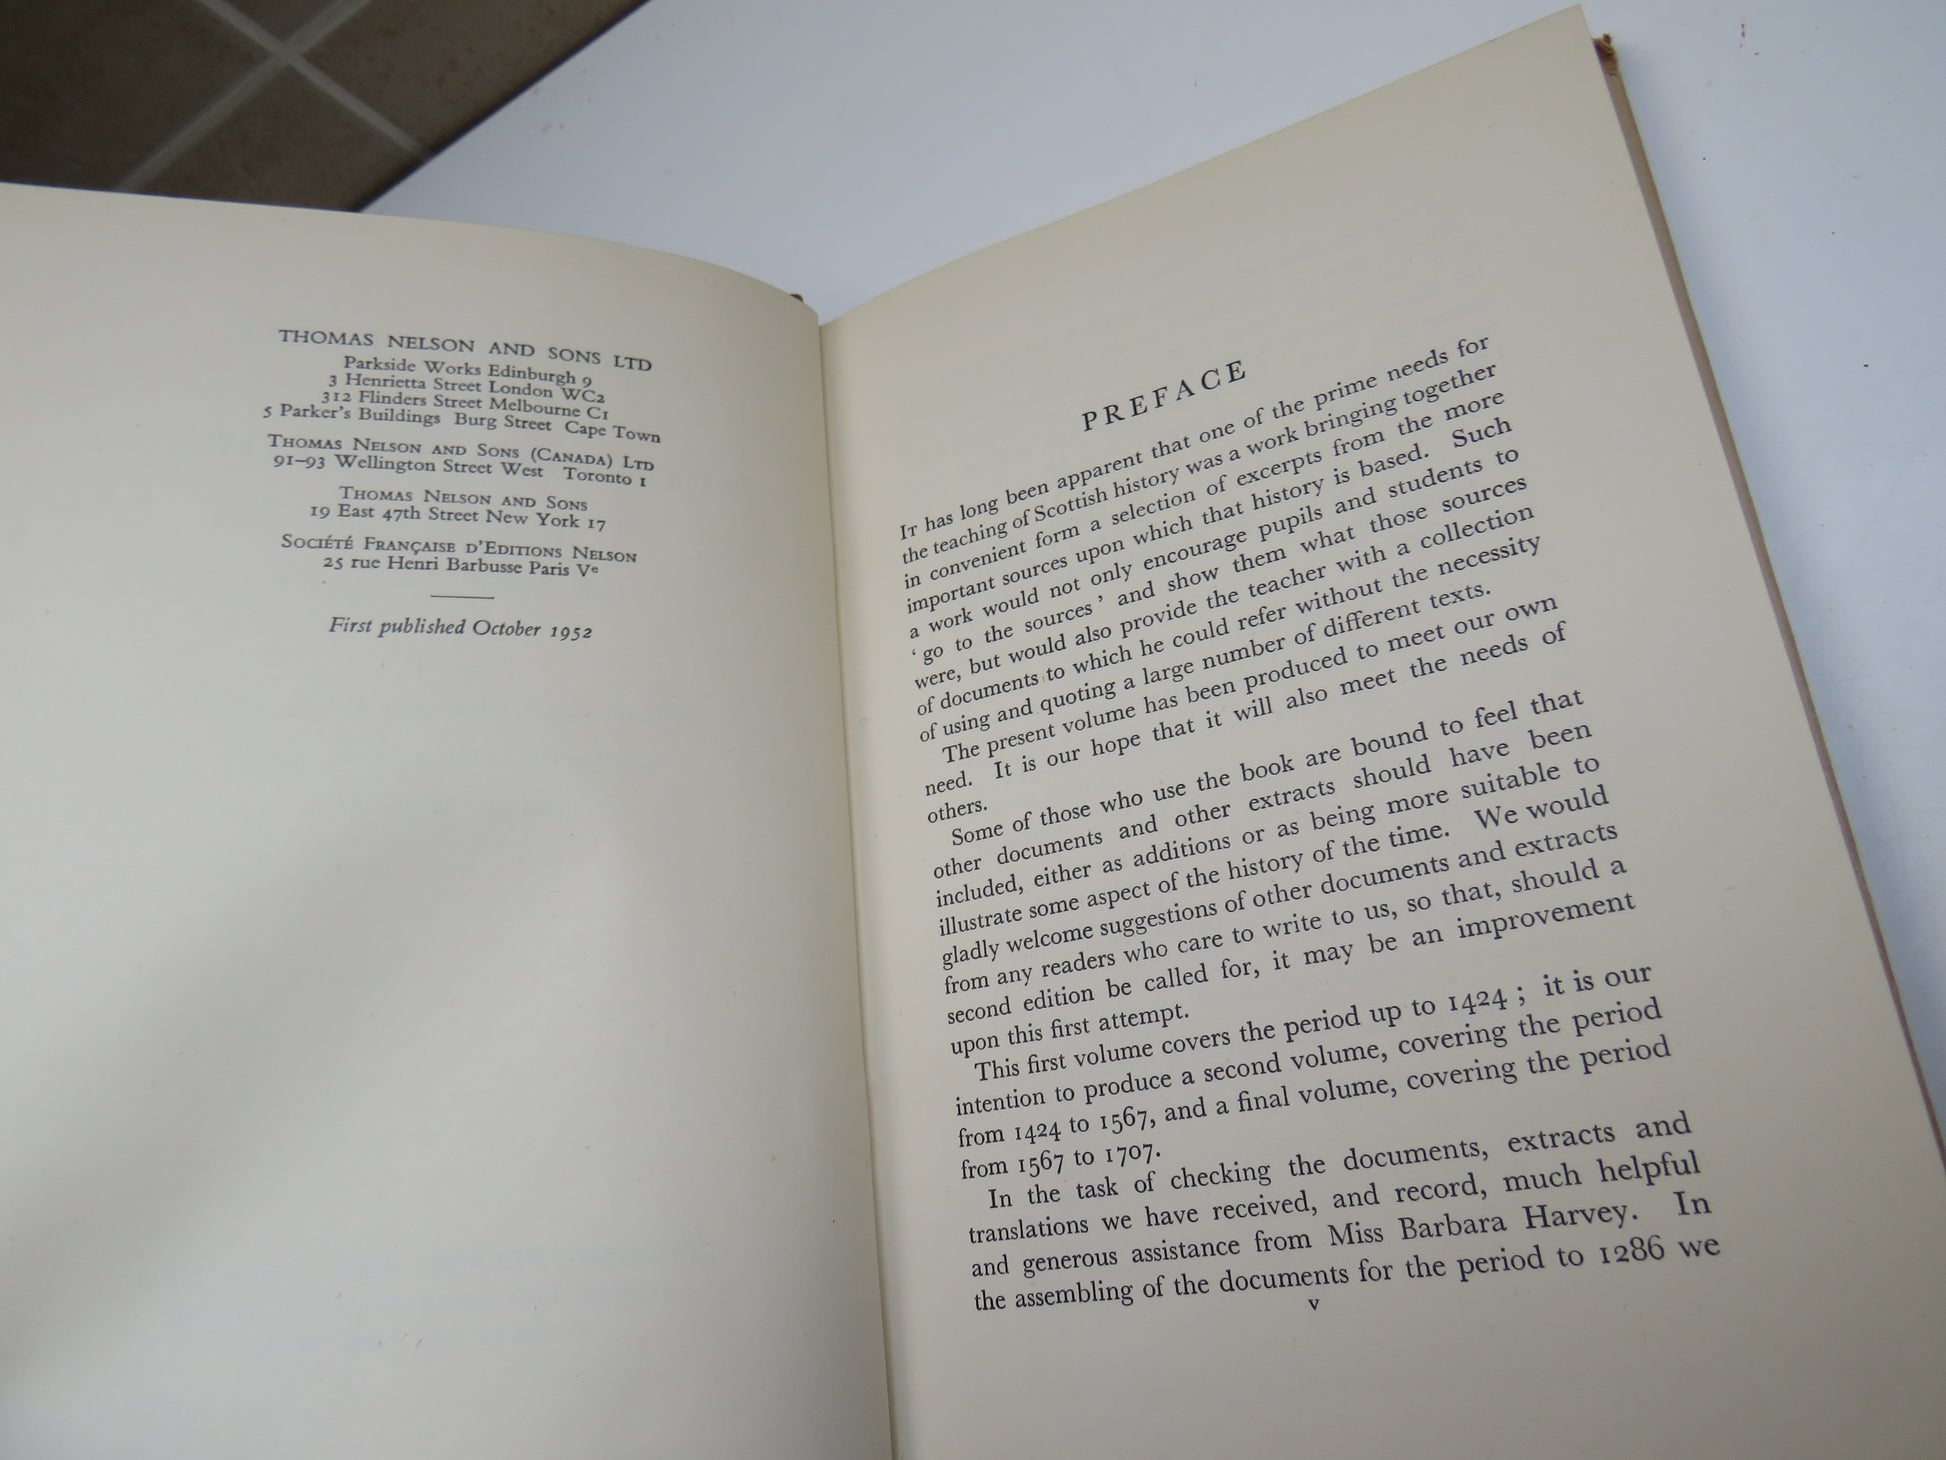 THOMAS NELSON AND SONS LTD
Parkside Works Edinburgh 9
3 Henrietta Street London WC2
312 Flinders Street Melbourne C1
5 Parker's Buildings Burg Street Cape Town
THOMAS NELSON AND SONS (CANADA) LTD
91–93 Wellington Street West Toronto 1
THOMAS NELSON AND SONS
19 East 47th Street New York 17
SOCIÉTÉ FRANÇAISE D'EDITIONS NELSON
25 rue Henri Barbusse Paris Ve
First published October 1952
PREFACE
IT has long been apparent that one of the prime needs for
the teaching of Scottish history was a work bringing together
in convenient form a selection of excerpts from the more
important sources upon which that history is based. Such
a work would not only encourage pupils and students to
‘go to the sources’ and show them what those sources
were, but would also provide the teacher with a collection
of documents to which he could refer without the necessity
of using and quoting a large number of different texts.
The present volume has been produced to meet our own
need. It is our hope that it will also meet the needs of
others.
Some of those who use the book are bound to feel that
other documents and other extracts should have been
included, either as additions or as being more suitable to
illustrate some aspect of the history of the time. We would
gladly welcome suggestions of other documents and extracts
from any readers who care to write to us, so that, should a
second edition be called for, it may be an improvement
upon this first attempt.
This first volume covers the period up to 1424 ; it is our
intention to produce a second volume, covering the period
from 1424 to 1567, and a final volume, covering the period
from 1567 to 1707.
In the task of checking the documents, extracts and
translations we have received, and record, much helpful
and generous assistance from Miss Barbara Harvey. In
the assembling of the documents for the period to 1286 we
v